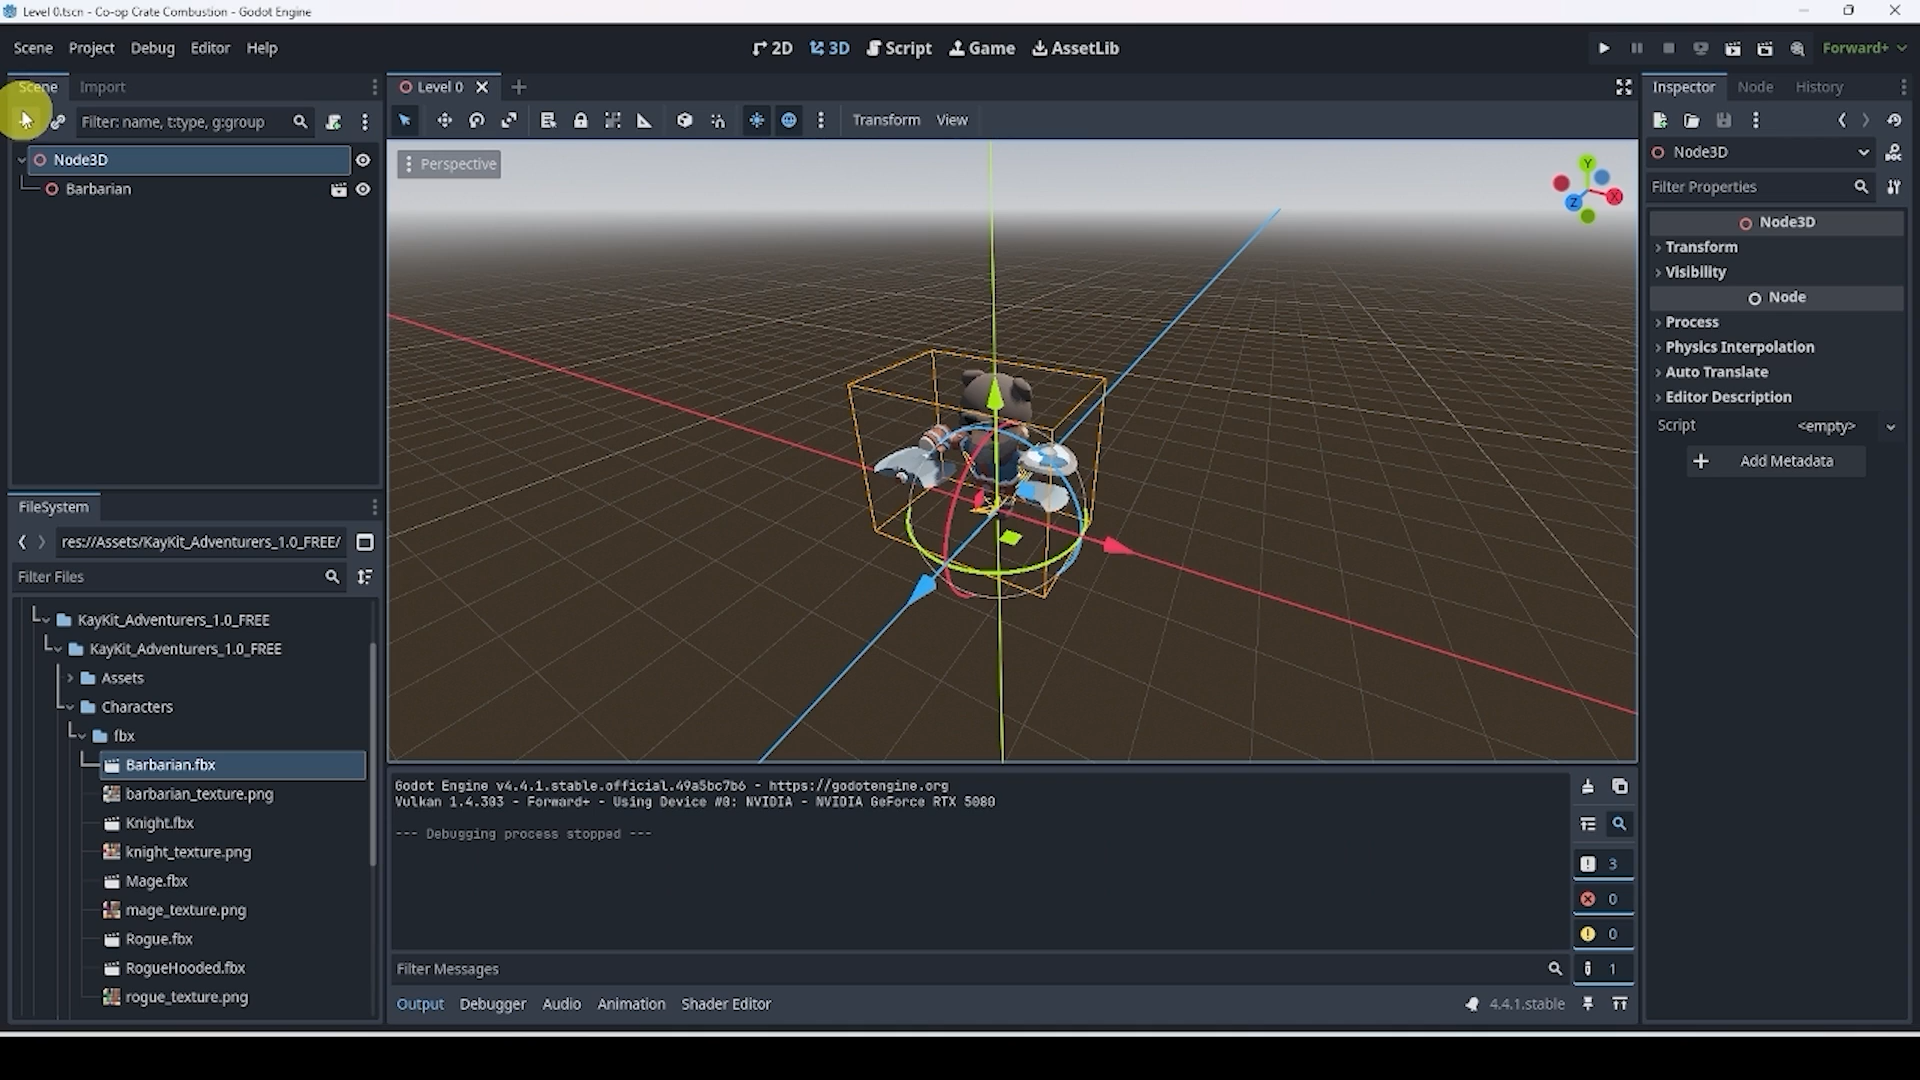 Level 0.tscn - Co-op Crate Combustion - Godot Engine
Scene Project Debug Editor Help
2D 3D Script Game AssetLib
Forward+
Scene Import
Filter: name, t:type, g:group
Node3D
Barbarian
FileSystem
res://Assets/KayKit_Adventurers_1.0_FREE/
Filter Files
KayKit_Adventurers_1.0_FREE
KayKit_Adventurers_1.0_FREE
Assets
Characters
fbx
Barbarian.fbx
barbarian_texture.png
Knight.fbx
knight_texture.png
Mage.fbx
mage_texture.png
Rogue.fbx
RogueHooded.fbx
rogue_texture.png
Level 0
Transform View
Perspective
Y
X
Z
Godot Engine v4.4.1.stable.official.49a5bc7b6 - https://godotengine.org
Vulkan 1.4.303 - Forward+ - Using Device #0: NVIDIA - NVIDIA GeForce RTX 5080
--- Debugging process stopped ---
3
0
0
1
Filter Messages
Output Debugger Audio Animation Shader Editor
4.4.1.stable
Inspector Node History
Node3D
Filter Properties
Node3D
Transform
Visibility
Node
Process
Physics Interpolation
Auto Translate
Editor Description
Script <empty>
Add Metadata